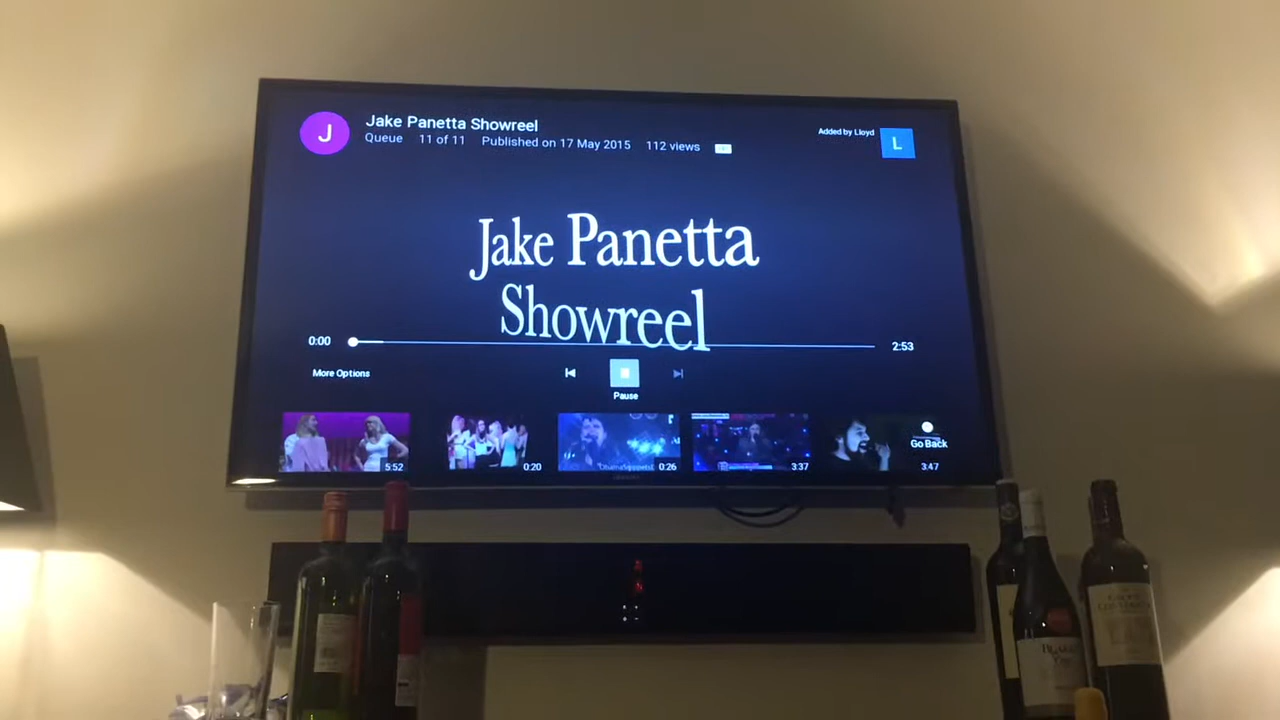 J
Jake Panetta Showreel
Queue 11 of 11 Published on 17 May 2015 112 views
Added by Lloyd
L
Jake Panetta
Showreel
0:00
2:53
More Options
Pause
Go Back
5:52
0:20
0:26
3:37
3:47